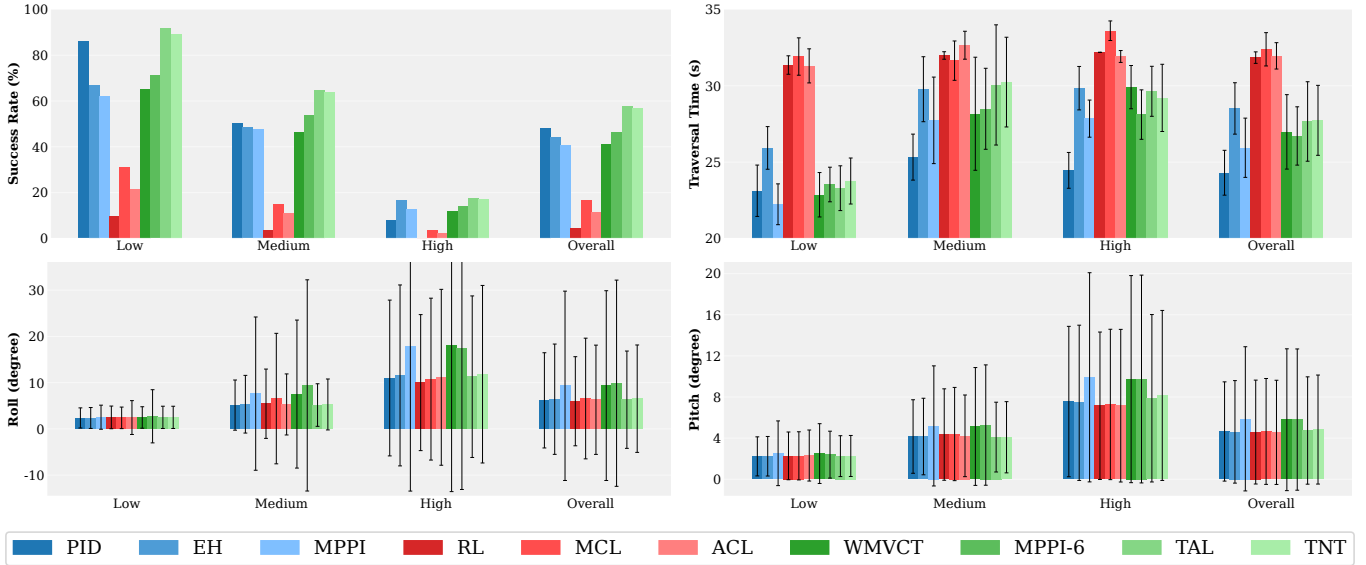 Success Rate (%)
100
80
60
40
20
0
Low Medium High Overall
Traversal Time (s)
35
30
25
20
Low Medium High Overall
Roll (degree)
30
20
10
0
-10
Low Medium High Overall
Pitch (degree)
20
16
12
8
4
0
Low Medium High Overall
PID EH MPPI RL MCL ACL WMVCT MPPI-6 TAL TNT